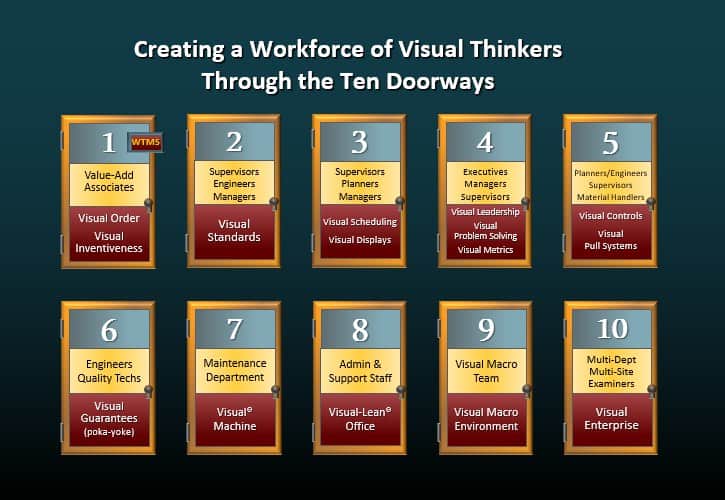 Creating a Workforce of Visual Thinkers
Through the Ten Doorways
1
WTMS
Value-Add
Associates
Visual Order
Visual
Inventiveness
2
Supervisors
Engineers
Managers
Visual
Standards
3
Supervisors
Planners
Managers
Visual Scheduling
Visual Displays
4
Executives
Managers
Supervisors
Visual Leadership
Visual
Problem Solving
Visual Metrics
5
Planners/Engineers
Supervisors
Material Handlers
Visual Controls
Visual
Pull Systems
6
Engineers
Quality Techs
Visual
Guarantees
(poka-yoke)
7
Maintenance
Department
Visual®
Machine
8
Admin &
Support Staff
Visual-Lean®
Office
9
Visual Macro
Team
Visual Macro
Environment
10
Multi-Dept
Multi-Site
Examiners
Visual
Enterprise